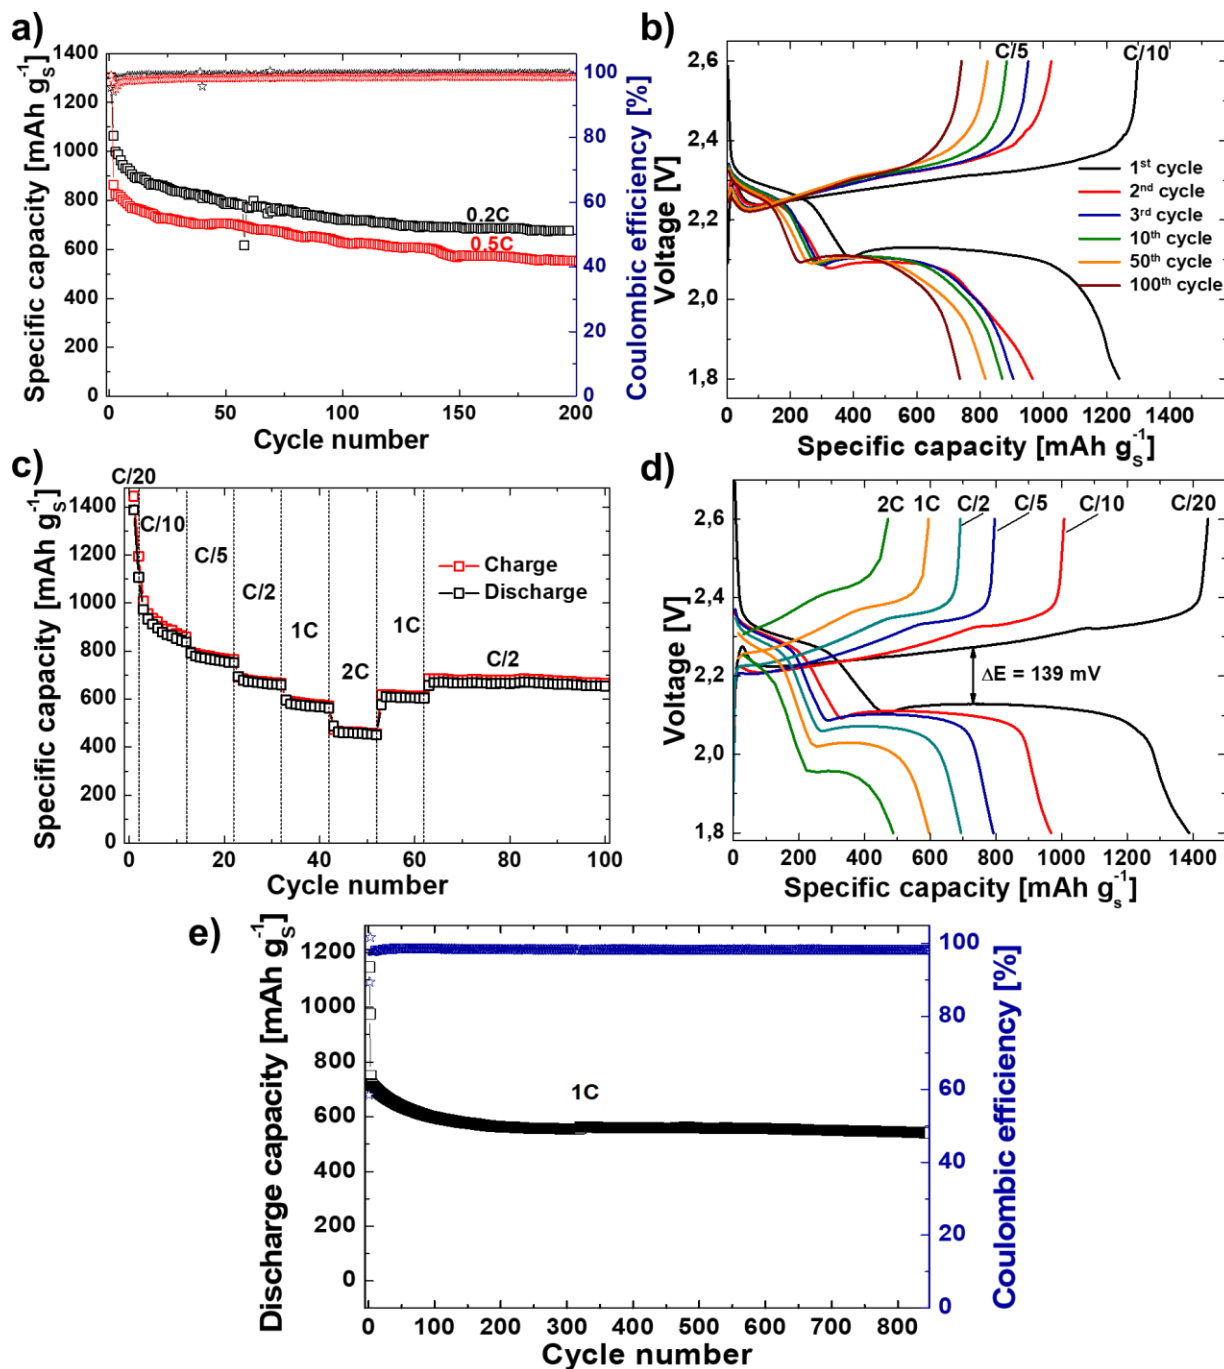 a)
1400
1200
1000
800
600
400
200
0
Specific capacity [mAh g_S^-1]
0.2C
0.5C
100
80
60
40
20
0
Coulombic efficiency [%]
0 50 100 150 200
Cycle number
b)
2,6
2,4
2,2
2,0
1,8
Voltage [V]
C/5
C/10
1st cycle
2nd cycle
3rd cycle
10th cycle
50th cycle
100th cycle
0 200 400 600 800 1000 1200 1400
Specific capacity [mAh g_S^-1]
c)
1400
1200
1000
800
600
400
200
0
Specific capacity [mAh g_S^-1]
C/20
C/10
C/5
C/2
1C
2C
1C
C/2
Charge
Discharge
0 20 40 60 80 100
Cycle number
d)
2,6
2,4
2,2
2,0
1,8
Voltage [V]
2C 1C C/2 C/5 C/10 C/20
ΔE = 139 mV
0 200 400 600 800 1000 1200 1400
Specific capacity [mAh g_s^-1]
e)
1200
1000
800
600
400
200
0
Discharge capacity [mAh g_S^-1]
1C
100
80
60
40
20
0
Coulombic efficiency [%]
0 100 200 300 400 500 600 700 800
Cycle number